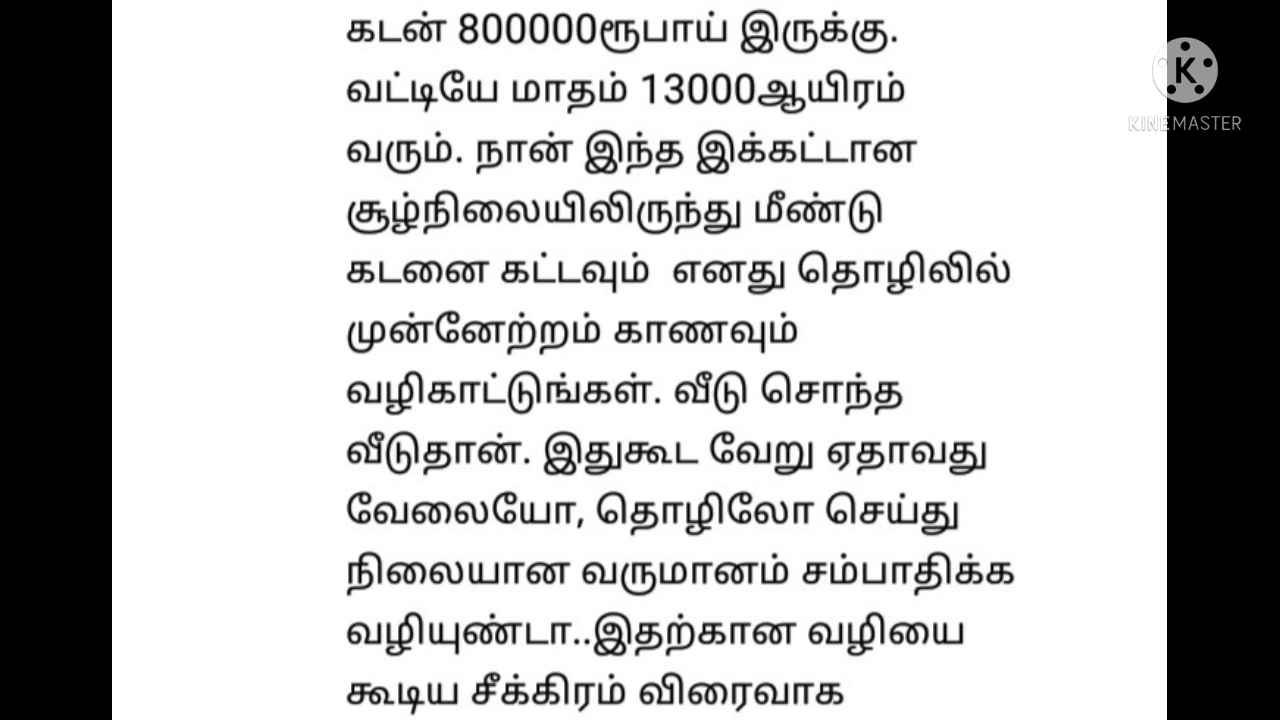 கடன் 800000ரூபாய் இருக்கு.
வட்டியே மாதம் 13000ஆயிரம்
வரும். நான் இந்த இக்கட்டான
சூழ்நிலையிலிருந்து மீண்டு
கடனை கட்டவும் எனது தொழிலில்
முன்னேற்றம் காணவும்
வழிகாட்டுங்கள். வீடு சொந்த
வீடுதான். இதுகூட வேறு ஏதாவது
வேலையோ, தொழிலோ செய்து
நிலையான வருமானம் சம்பாதிக்க
வழியுண்டா..இதற்கான வழியை
கூடிய சீக்கிரம் விரைவாக
K
KINEMASTER